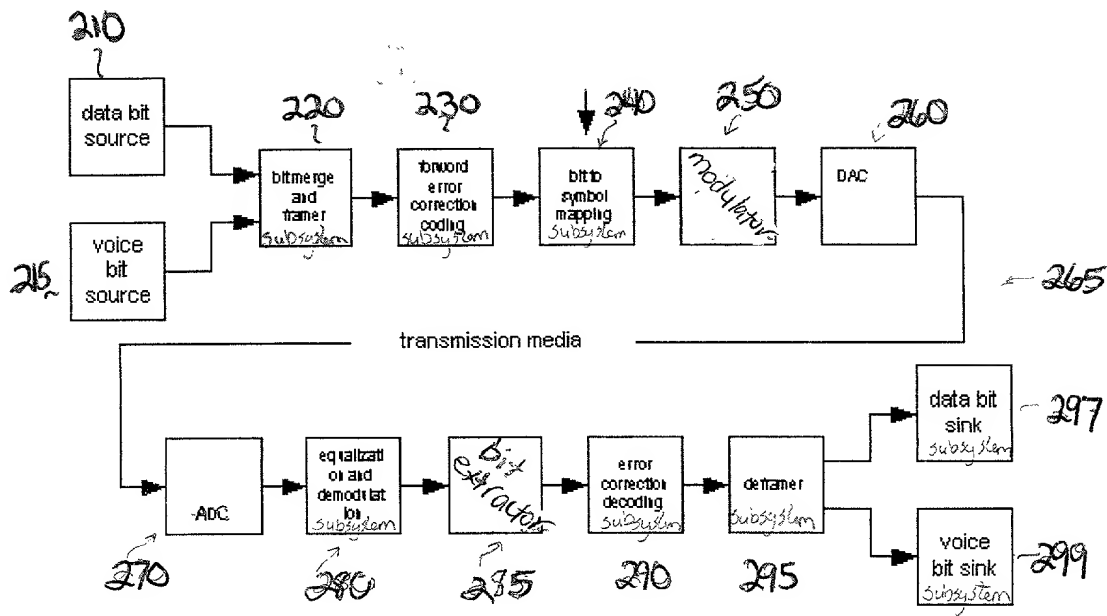 210
data bit
source
220
bitmerge
and
framer
subsystem
230
forword
error
correction
coding
subsystem
240
bit to
symbol
mapping
subsystem
250
modulator
260
DAC
215
voice
bit
source
265
transmission media
-ADC
270
equalizati
on and
demodulat
ion
subsystem
280
bit
extractor
285
error
correction
decoding
subsystem
290
deframer
subsystem
295
data bit
sink
subsystem
297
voice
bit sink
subsystem
299